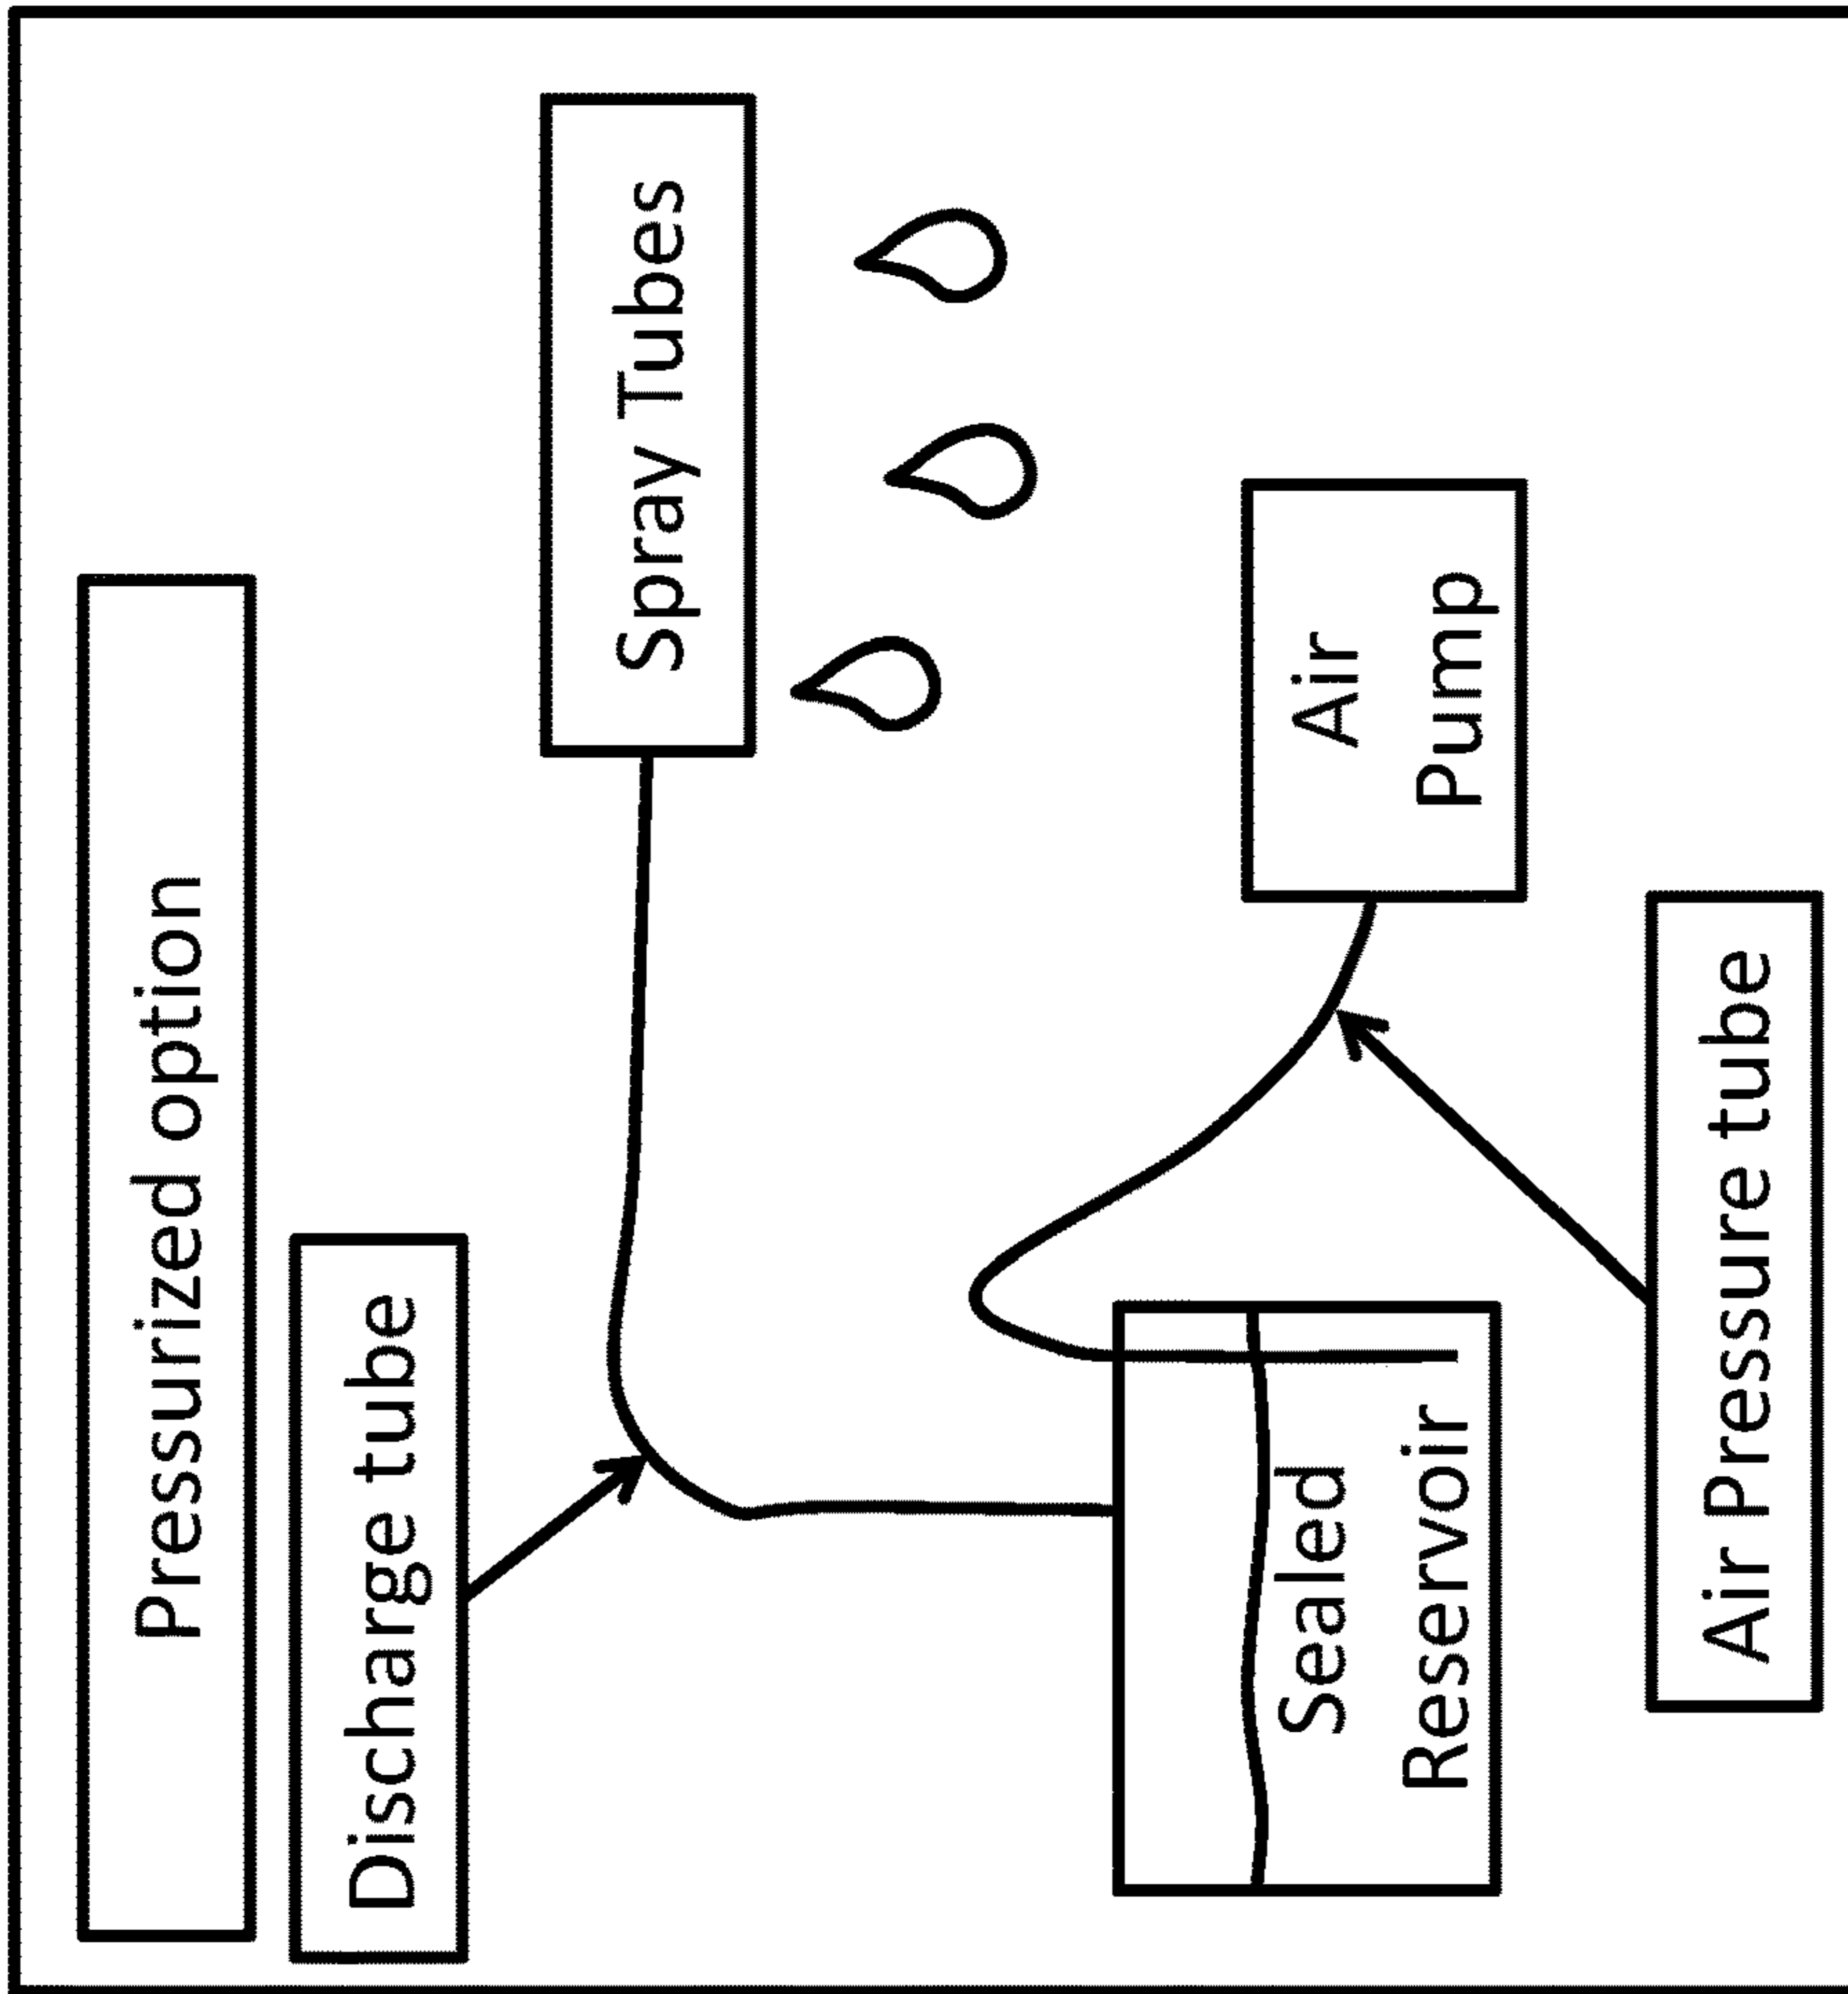 Pressurized option
Discharge tube
Spray Tubes
Sealed
Reservoir
Air
Pump
Air Pressure tube